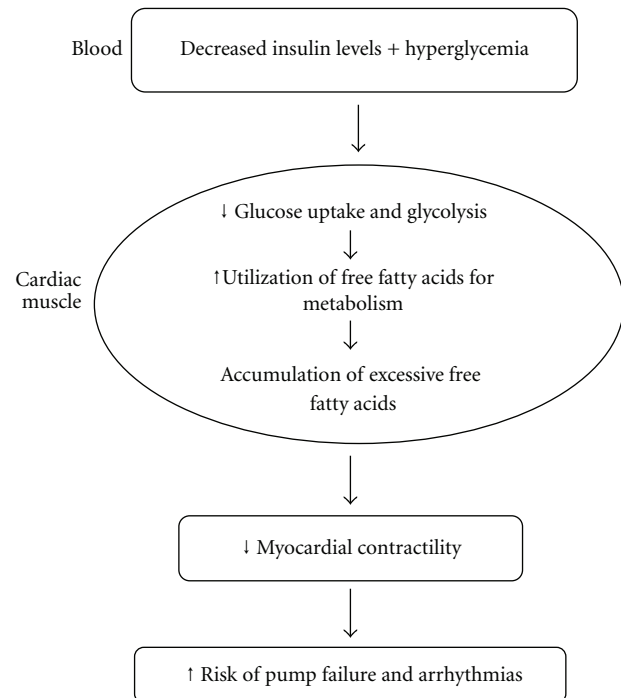 Blood
Decreased insulin levels + hyperglycemia
↓ Glucose uptake and glycolysis
↑Utilization of free fatty acids for
metabolism
Cardiac
muscle
Accumulation of excessive free
fatty acids
↓ Myocardial contractility
↑ Risk of pump failure and arrhythmias